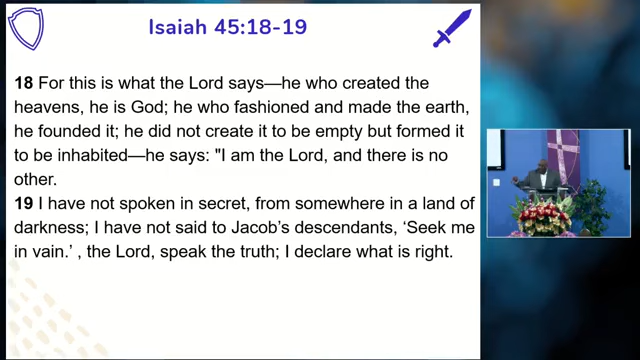 Isaiah 45:18-19
18 For this is what the Lord says—he who created the
heavens, he is God; he who fashioned and made the earth,
he founded it; he did not create it to be empty but formed it
to be inhabited—he says: "I am the Lord, and there is no
other.
19 I have not spoken in secret, from somewhere in a land of
darkness; I have not said to Jacob’s descendants, ‘Seek me
in vain.’ , the Lord, speak the truth; I declare what is right.